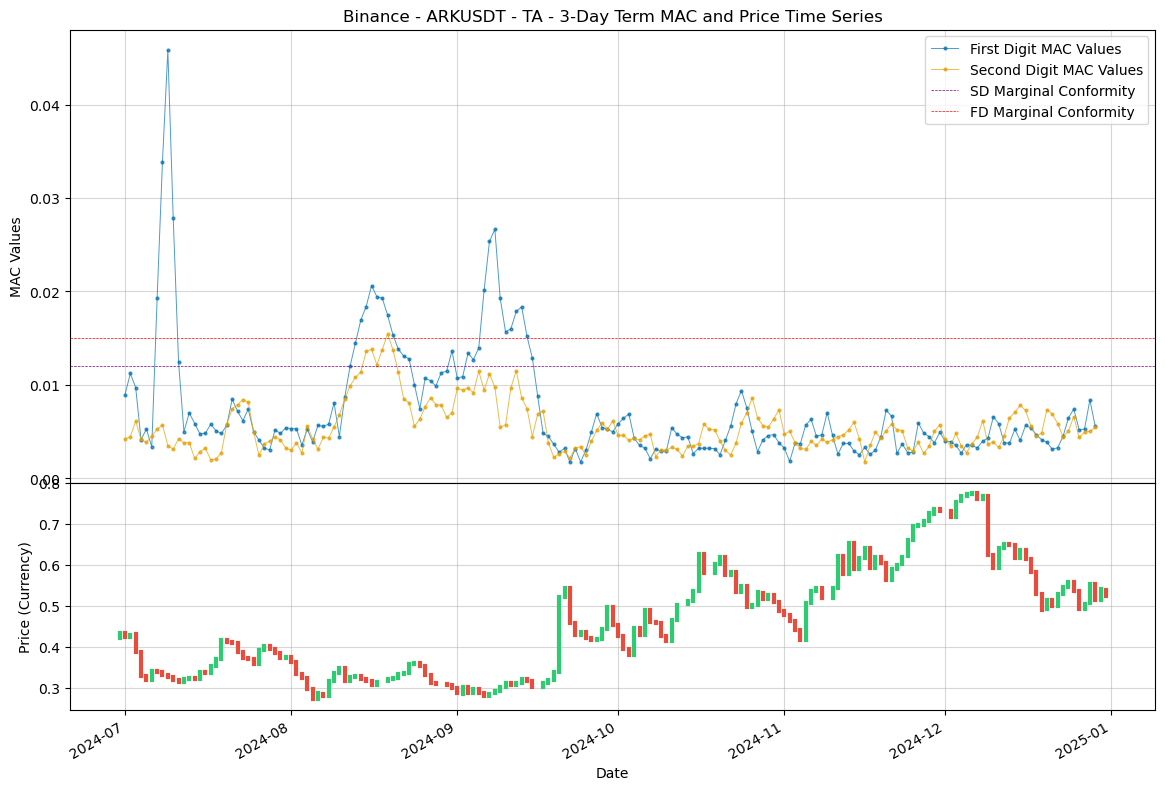 Binance - ARKUSDT - TA - 3-Day Term MAC and Price Time Series
First Digit MAC Values
Second Digit MAC Values
SD Marginal Conformity
FD Marginal Conformity
MAC Values
0.04
0.03
0.02
0.01
0.00
0.8
0.7
0.6
0.5
0.4
0.3
Price (Currency)
2024-07
2024-08
2024-09
2024-10
2024-11
2024-12
2025-01
Date